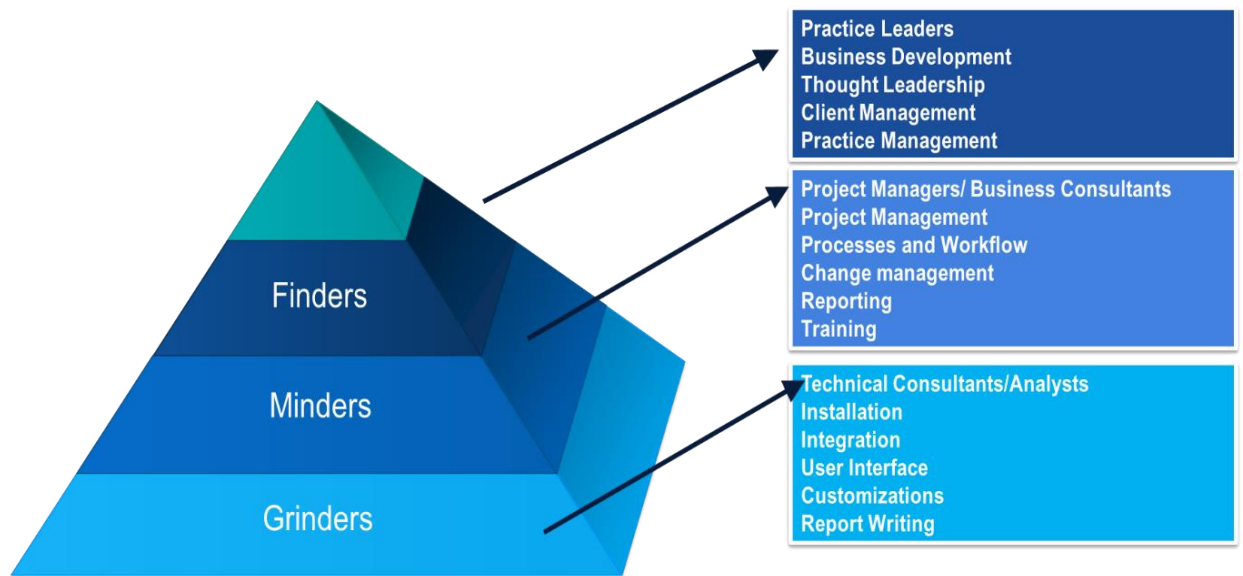 Finders
Minders
Grinders
Practice Leaders
Business Development
Thought Leadership
Client Management
Practice Management
Project Managers/ Business Consultants
Project Management
Processes and Workflow
Change management
Reporting
Training
Technical Consultants/Analysts
Installation
Integration
User Interface
Customizations
Report Writing